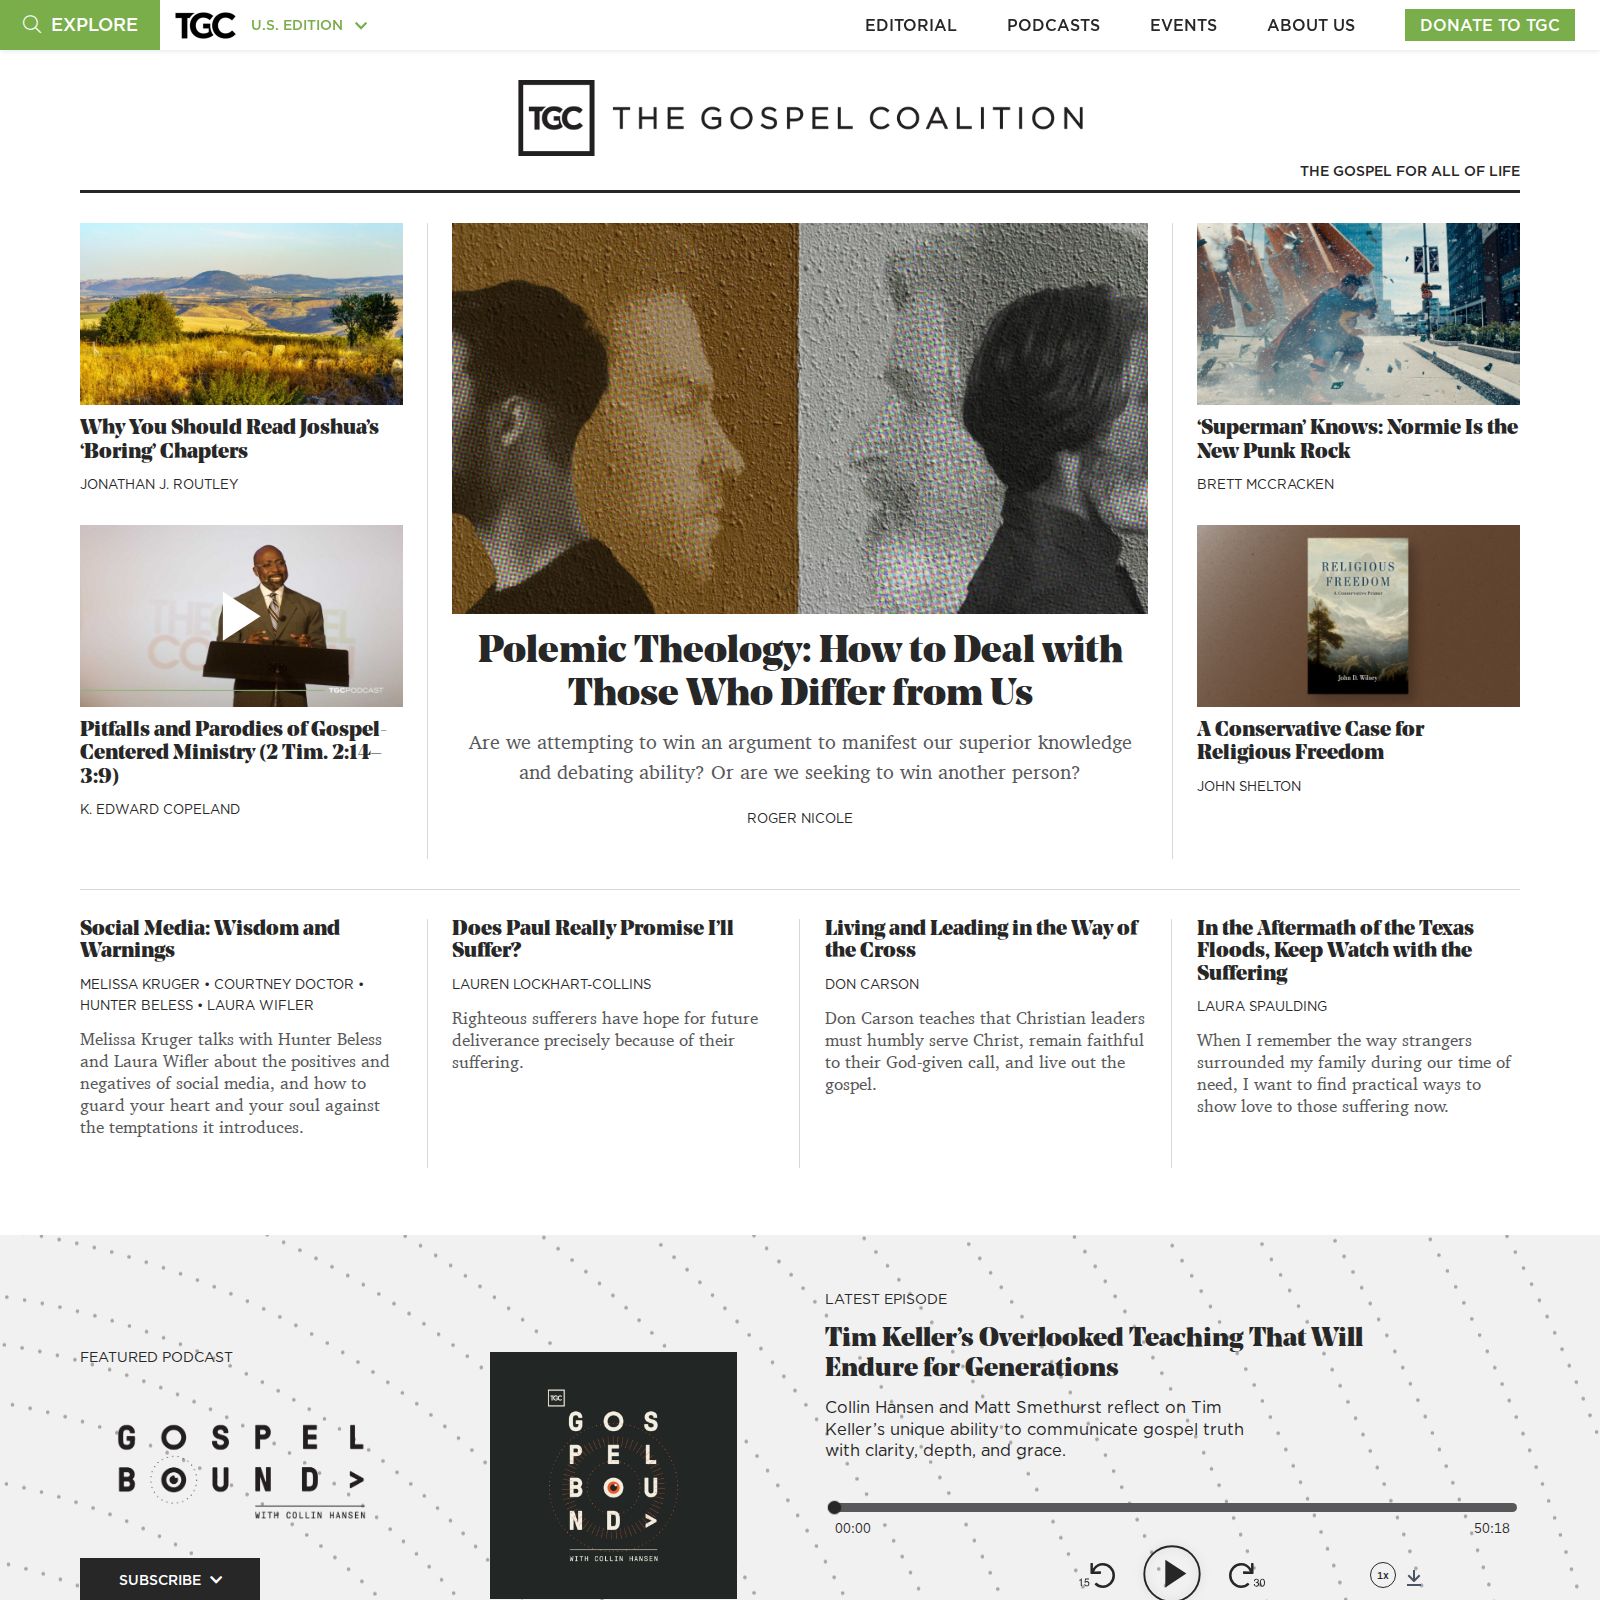 EXPLORE
TGC
U.S. EDITION
EDITORIAL
PODCASTS
EVENTS
ABOUT US
DONATE TO TGC
TGC THE GOSPEL COALITION
THE GOSPEL FOR ALL OF LIFE
Why You Should Read Joshua’s
‘Boring’ Chapters
JONATHAN J. ROUTLEY
TGCPODCAST
Pitfalls and Parodies of Gospel-
Centered Ministry (2 Tim. 2:14–
3:9)
K. EDWARD COPELAND
Polemic Theology: How to Deal with
Those Who Differ from Us
Are we attempting to win an argument to manifest our superior knowledge
and debating ability? Or are we seeking to win another person?
ROGER NICOLE
‘Superman’ Knows: Normie Is the
New Punk Rock
BRETT MCCRACKEN
RELIGIOUS
FREEDOM
A Conservative Primer
John D. Wilsey
A Conservative Case for
Religious Freedom
JOHN SHELTON
Social Media: Wisdom and
Warnings
MELISSA KRUGER • COURTNEY DOCTOR •
HUNTER BELESS • LAURA WIFLER
Melissa Kruger talks with Hunter Beless
and Laura Wifler about the positives and
negatives of social media, and how to
guard your heart and your soul against
the temptations it introduces.
Does Paul Really Promise I’ll
Suffer?
LAUREN LOCKHART-COLLINS
Righteous sufferers have hope for future
deliverance precisely because of their
suffering.
Living and Leading in the Way of
the Cross
DON CARSON
Don Carson teaches that Christian leaders
must humbly serve Christ, remain faithful
to their God-given call, and live out the
gospel.
In the Aftermath of the Texas
Floods, Keep Watch with the
Suffering
LAURA SPAULDING
When I remember the way strangers
surrounded my family during our time of
need, I want to find practical ways to
show love to those suffering now.
FEATURED PODCAST
GOSPEL
BOUND>
WITH COLLIN HANSEN
SUBSCRIBE
TGC
GOS
PEL
BOU
ND>
WITH COLLIN HANSEN
LATEST EPISODE
Tim Keller’s Overlooked Teaching That Will
Endure for Generations
Collin Hansen and Matt Smethurst reflect on Tim
Keller’s unique ability to communicate gospel truth
with clarity, depth, and grace.
00:00
50:18
15
30
1x